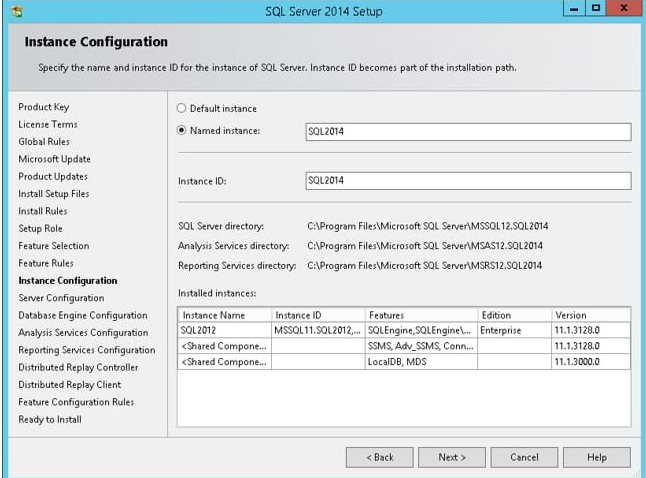 SQL Server 2014 Setup
Instance Configuration
Specify the name and instance ID for the instance of SQL Server. Instance ID becomes part of the installation path.
Product Key
License Terms
Global Rules
Microsoft Update
Product Updates
Install Setup Files
Install Rules
Setup Role
Feature Selection
Feature Rules
Instance Configuration
Server Configuration
Database Engine Configuration
Analysis Services Configuration
Reporting Services Configuration
Distributed Replay Controller
Distributed Replay Client
Feature Configuration Rules
Ready to Install
Default instance
Named instance: SQL2014
Instance ID: SQL2014
SQL Server directory: C:\Program Files\Microsoft SQL Server\MSSQL12.SQL2014
Analysis Services directory: C:\Program Files\Microsoft SQL Server\MSAS12.SQL2014
Reporting Services directory: C:\Program Files\Microsoft SQL Server\MSRS12.SQL2014
Installed instances:
Instance Name Instance ID Features Edition Version
SQL2012 MSSQL11.SQL2012,... SQLEngine,SQLEngine\... Enterprise 11.1.3128.0
<Shared Compone... SSMS, Adv_SSMS, Conn... 11.1.3128.0
<Shared Compone... LocalDB, MDS 11.1.3000.0
< Back Next > Cancel Help